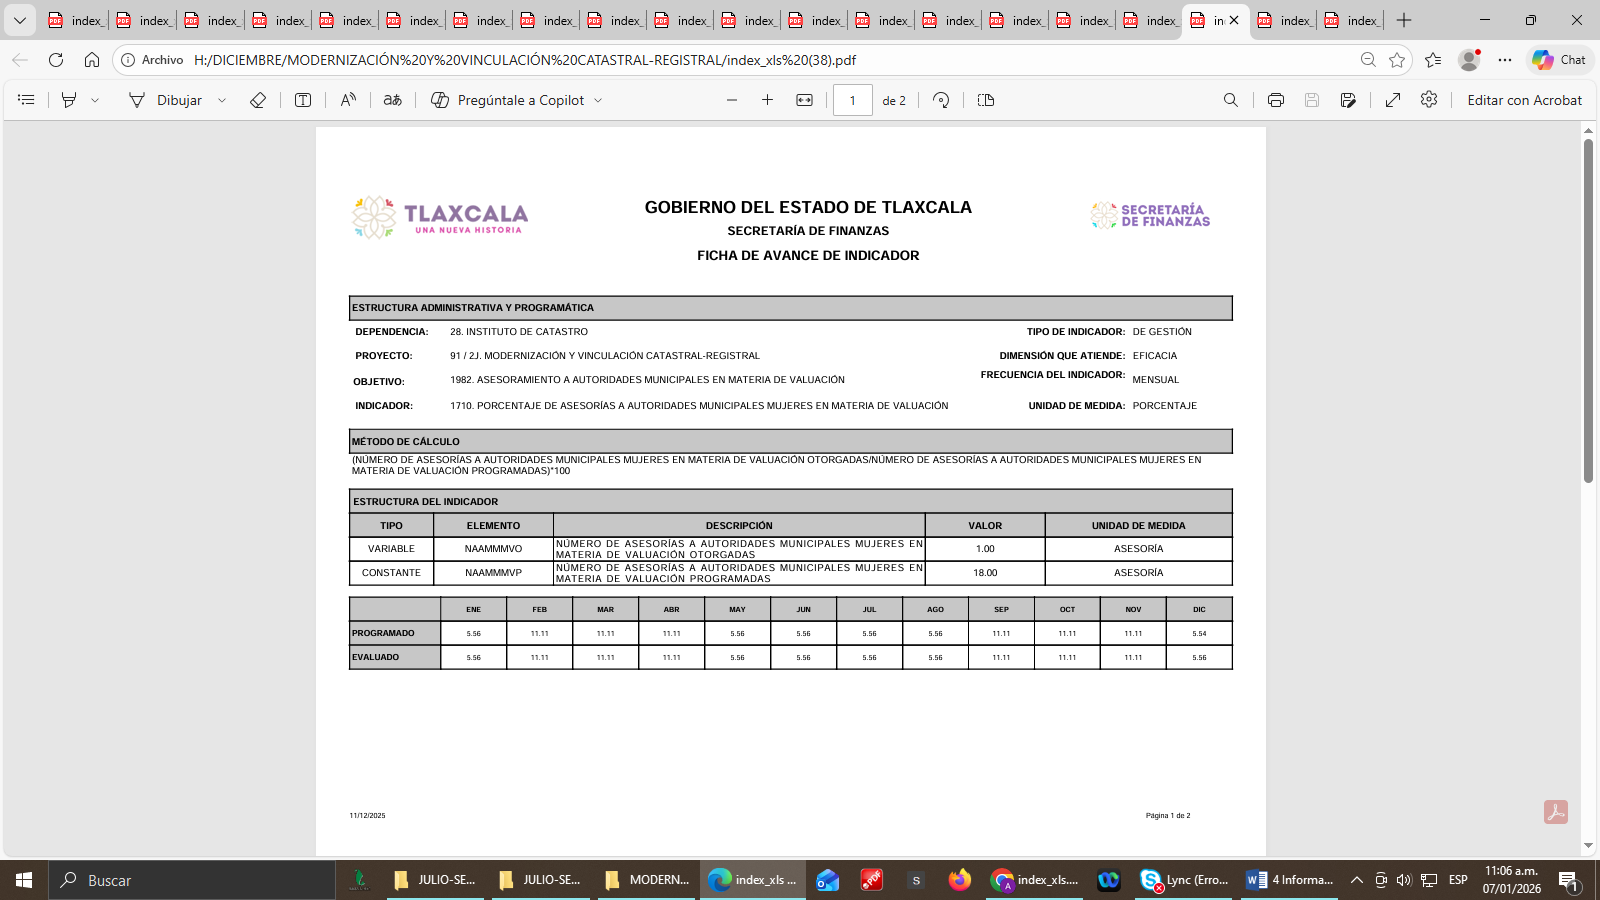 index_ index_ index_ index_ index_ index_ index_ index_ index_ index_ index_ index_ index_ index_ index_ index_ index_ in index_ index_
Archivo H:/DICIEMBRE/MODERNIZACIÓN%20Y%20VINCULACIÓN%20CATASTRAL-REGISTRAL/index_xls%20(38).pdf Chat
Dibujar Pregúntale a Copilot 1 de 2 Editar con Acrobat
TLAXCALA
UNA NUEVA HISTORIA
GOBIERNO DEL ESTADO DE TLAXCALA
SECRETARÍA DE FINANZAS
FICHA DE AVANCE DE INDICADOR
SECRETARÍA
DE FINANZAS
ESTRUCTURA ADMINISTRATIVA Y PROGRAMÁTICA
DEPENDENCIA: 28. INSTITUTO DE CATASTRO TIPO DE INDICADOR: DE GESTIÓN
PROYECTO: 91 / 2J. MODERNIZACIÓN Y VINCULACIÓN CATASTRAL-REGISTRAL DIMENSIÓN QUE ATIENDE: EFICACIA
OBJETIVO: 1982. ASESORAMIENTO A AUTORIDADES MUNICIPALES EN MATERIA DE VALUACIÓN FRECUENCIA DEL INDICADOR: MENSUAL
INDICADOR: 1710. PORCENTAJE DE ASESORÍAS A AUTORIDADES MUNICIPALES MUJERES EN MATERIA DE VALUACIÓN UNIDAD DE MEDIDA: PORCENTAJE
MÉTODO DE CÁLCULO
(NÚMERO DE ASESORÍAS A AUTORIDADES MUNICIPALES MUJERES EN MATERIA DE VALUACIÓN OTORGADAS/NÚMERO DE ASESORÍAS A AUTORIDADES MUNICIPALES MUJERES EN
MATERIA DE VALUACIÓN PROGRAMADAS)*100
ESTRUCTURA DEL INDICADOR
TIPO ELEMENTO DESCRIPCIÓN VALOR UNIDAD DE MEDIDA
VARIABLE NAAMMMVO NÚMERO DE ASESORÍAS A AUTORIDADES MUNICIPALES MUJERES EN 1.00 ASESORÍA
MATERIA DE VALUACIÓN OTORGADAS
CONSTANTE NAAMMMVP NÚMERO DE ASESORÍAS A AUTORIDADES MUNICIPALES MUJERES EN 18.00 ASESORÍA
MATERIA DE VALUACIÓN PROGRAMADAS
ENE FEB MAR ABR MAY JUN JUL AGO SEP OCT NOV DIC
PROGRAMADO 5.56 11.11 11.11 11.11 5.56 5.56 5.56 5.56 11.11 11.11 11.11 5.54
EVALUADO 5.56 11.11 11.11 11.11 5.56 5.56 5.56 5.56 11.11 11.11 11.11 5.56
11/12/2025 Página 1 de 2
Buscar JULIO-SE... JULIO-SE... MODERN... index_xls ... index_xls.... Lync (Erro... 4 Informa... ESP 11:06 a.m.
07/01/2026 1